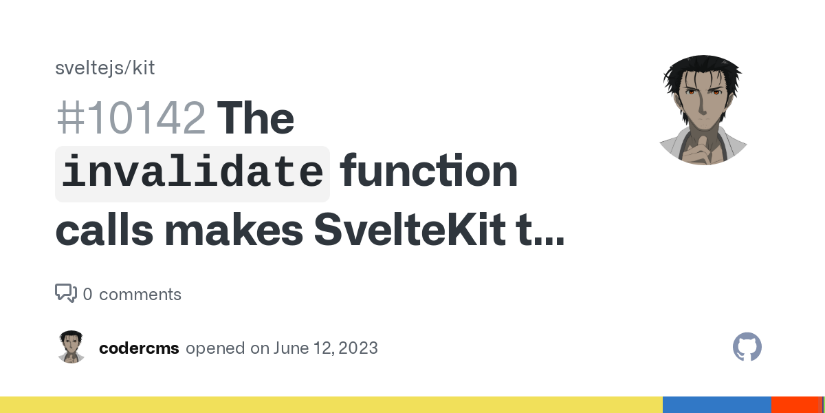 sveltejs/kit
#10142 The
invalidate function
calls makes SvelteKit t...
0 comments
codercms opened on June 12, 2023